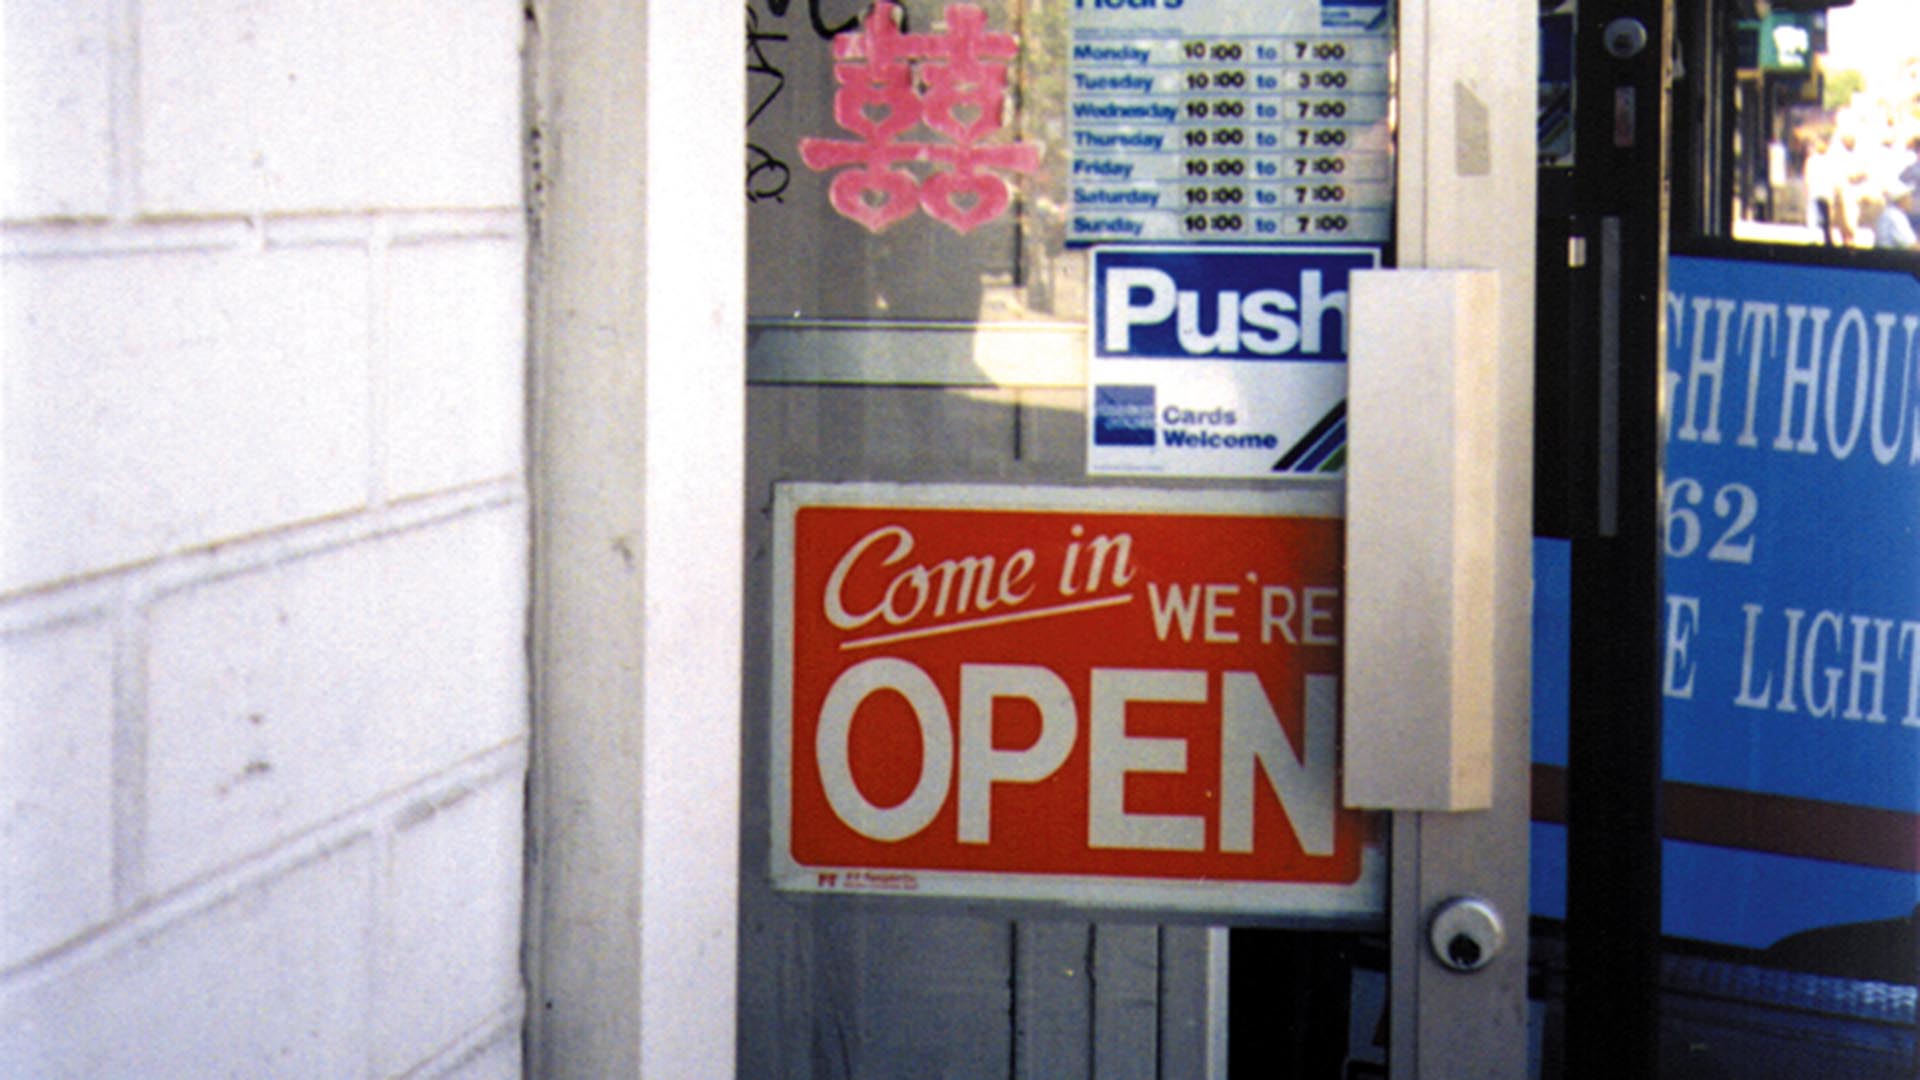 囍
Hours
Monday 10:00 to 7:00
Tuesday 10:00 to 3:00
Wednesday 10:00 to 7:00
Thursday 10:00 to 7:00
Friday 10:00 to 7:00
Saturday 10:00 to 7:00
Sunday 10:00 to 7:00
Push
Cards
Welcome
Come in WE'RE
OPEN
GHTHOUS
62
E LIGHT